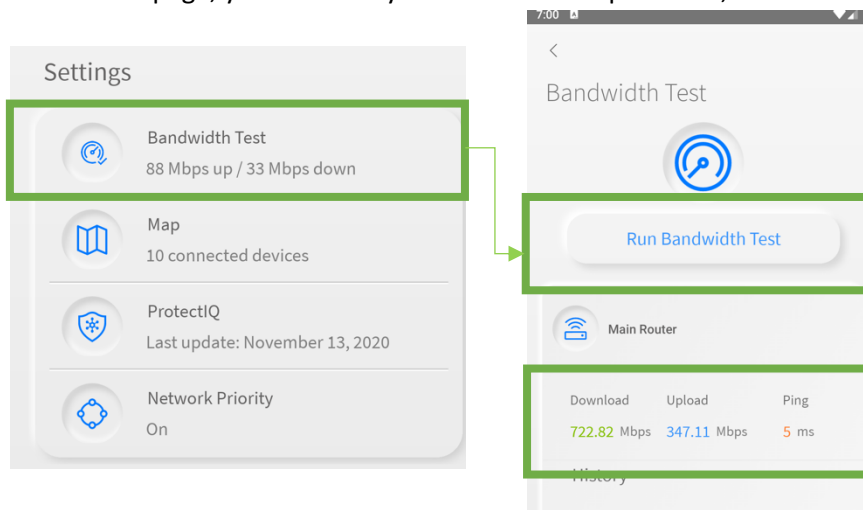 Settings
Bandwidth Test
88 Mbps up / 33 Mbps down
Map
10 connected devices
ProtectIQ
Last update: November 13, 2020
Network Priority
On
7:00
Bandwidth Test
Run Bandwidth Test
Main Router
Download Upload Ping
722.82 Mbps 347.11 Mbps 5 ms
History